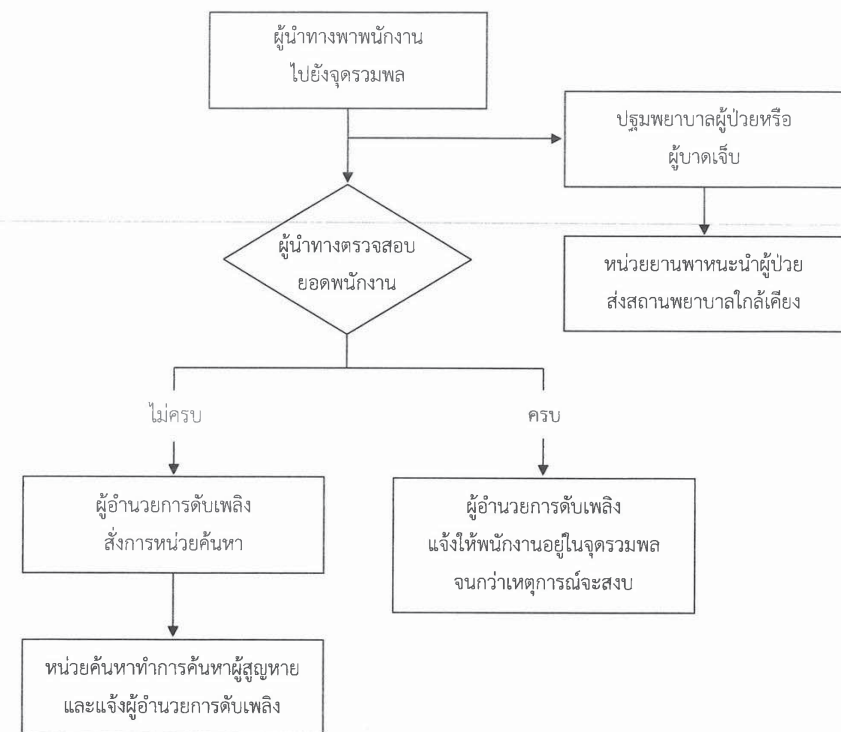 ผู้นำทางพาพนักงาน
ไปยังจุดรวมพล
ปฐมพยาบาลผู้ป่วยหรือ
ผู้บาดเจ็บ
ผู้นำทางตรวจสอบ
ยอดพนักงาน
หน่วยยานพาหนะนำผู้ป่วย
ส่งสถานพยาบาลใกล้เคียง
ไม่ครบ
ครบ
ผู้อำนวยการดับเพลิง
สั่งการหน่วยค้นหา
ผู้อำนวยการดับเพลิง
แจ้งให้พนักงานอยู่ในจุดรวมพล
จนกว่าเหตุการณ์จะสงบ
หน่วยค้นหาทำการค้นหาผู้สูญหาย
และแจ้งผู้อำนวยการดับเพลิง